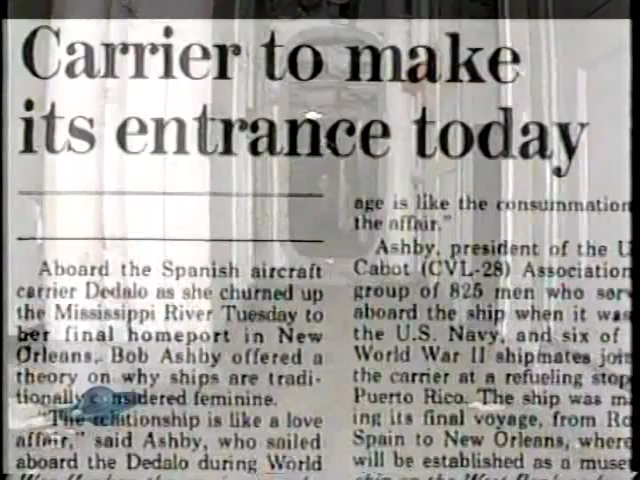 Carrier to make
its entrance today
Aboard the Spanish aircraft
carrier Dedalo as she churned up
the Mississippi River Tuesday to
her final homeport in New
Orleans, Bob Ashby offered a
theory on why ships are tradi-
tionally considered feminine.
"The relationship is like a love
affair," said Ashby, who sailed
aboard the Dedalo during World
age is like the consummation
the affair."
Ashby, president of the U
Cabot (CVL-28) Association
group of 825 men who serv
aboard the ship when it was
the U.S. Navy, and six of
World War II shipmates join
the carrier at a refueling stop
Puerto Rico. The ship was ma
ing its final voyage, from Ro
Spain to New Orleans, where
will be established as a muse